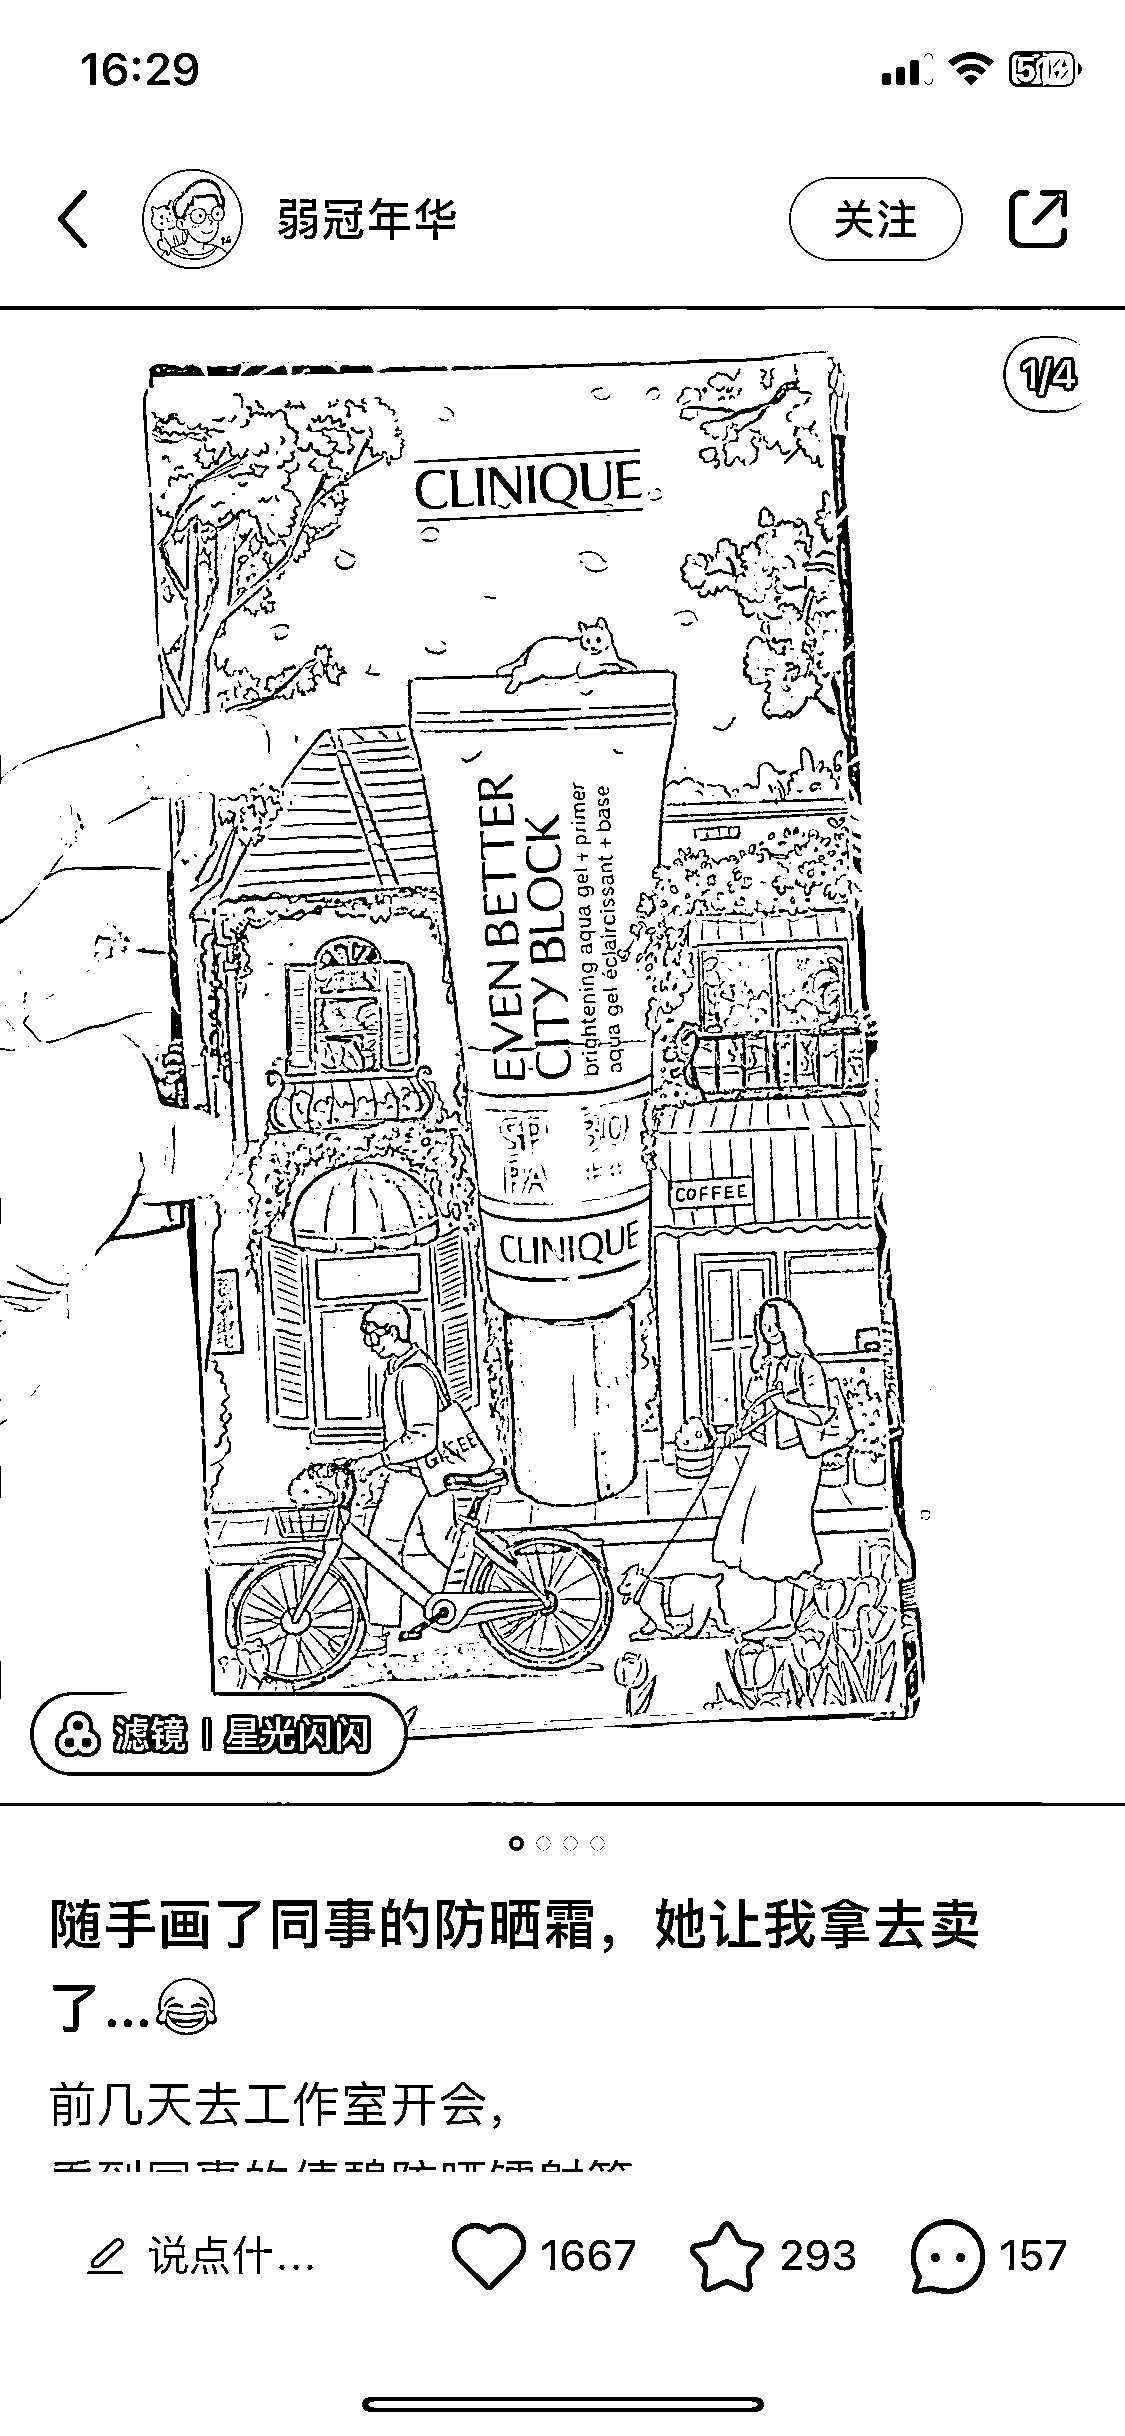 16:29
弱冠年华
关注
1/4
CLINIQUE
EVEN BETTER
CITY BLOCK
brightening aqua gel + primer
aqua gel éclaircissant + base
SP
PA
CLINIQUE
COFFEE
滤镜 | 星光闪闪
随手画了同事的防晒霜，她让我拿去卖
了...😂
前几天去工作室开会，
说点什...
1667
293
157